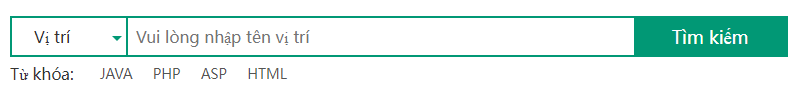 Vị trí Vui lòng nhập tên vị trí Tìm kiếm
Từ khóa: JAVA PHP ASP HTML